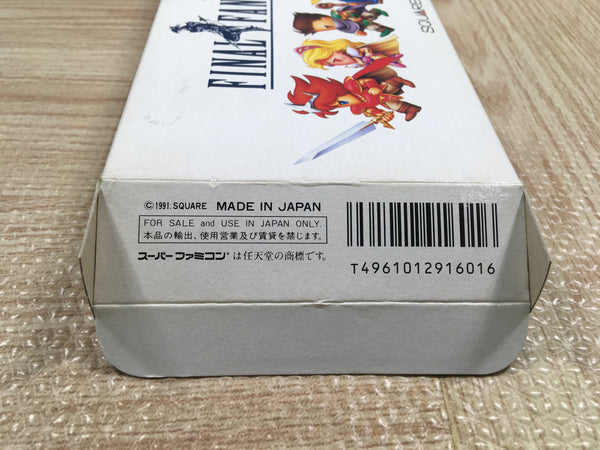 FINAL FAN
SQUARE
©1991. SQUARE MADE IN JAPAN
FOR SALE and USE IN JAPAN ONLY.
本品の輸出、使用営業及び賃貸を禁じます。
スーパーファミコン®は任天堂の商標です。
T4961012916016